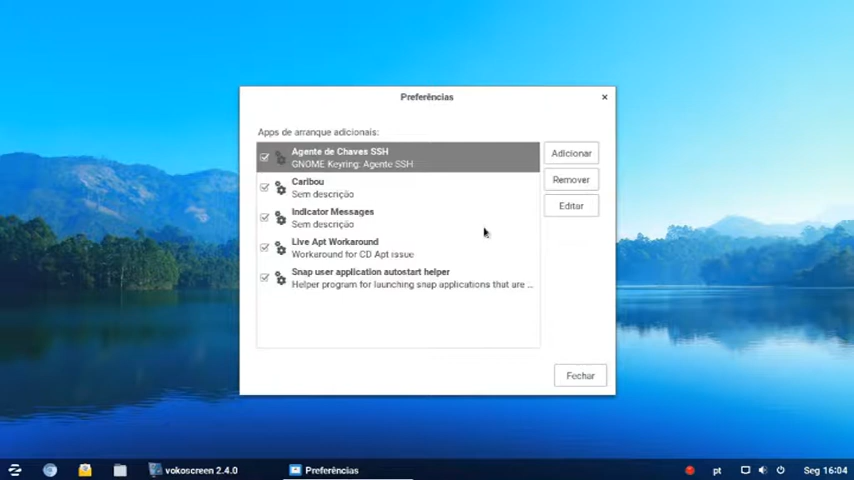 Preferências
Apps de arranque adicionais:
Agente de Chaves SSH
GNOME Keyring: Agente SSH
Caribou
Sem descrição
Indicator Messages
Sem descrição
Live Apt Workaround
Workaround for CD Apt issue
Snap user application autostart helper
Helper program for launching snap applications that are ...
Adicionar
Remover
Editar
Fechar
vokoscreen 2.4.0
Preferências
pt
Seg 16:04